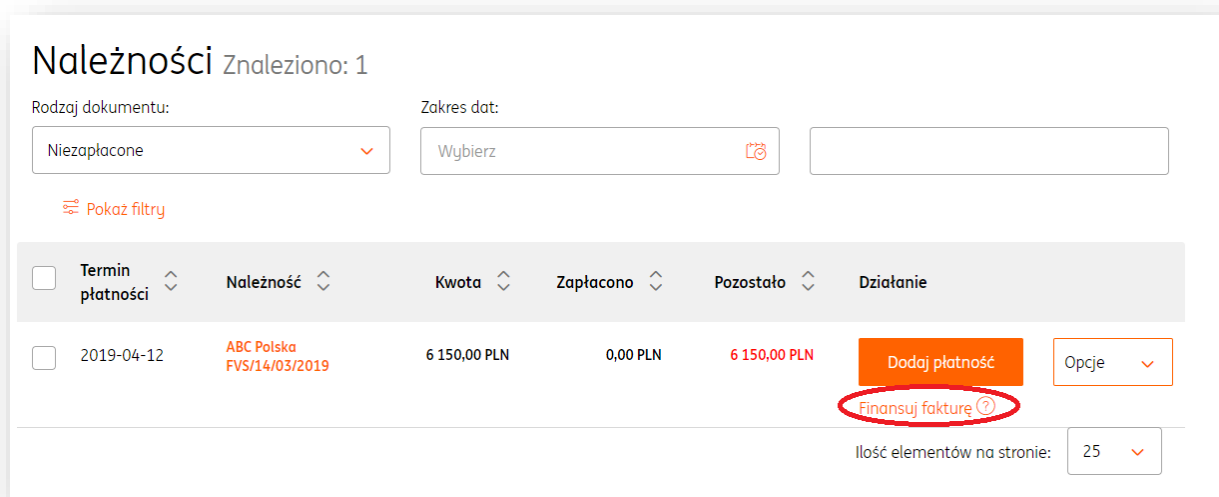 Należności Znaleziono: 1
Rodzaj dokumentu:
Zakres dat:
Niezapłacone
Wybierz
Pokaż filtry
Termin płatności
Należność
Kwota
Zapłacono
Pozostało
Działanie
2019-04-12
ABC Polska
FVS/14/03/2019
6 150,00 PLN
0,00 PLN
6 150,00 PLN
Dodaj płatność
Opcje
Finansuj fakturę ?
Ilość elementów na stronie:
25